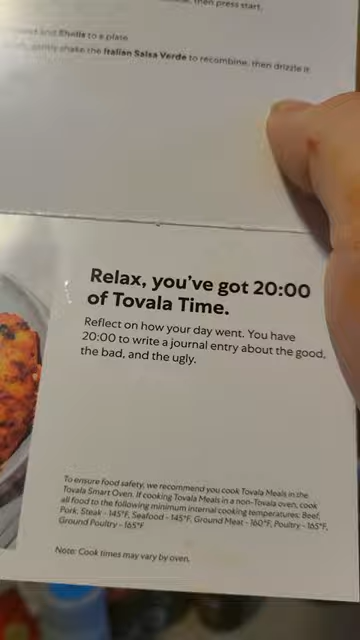 then press start.
and Shells to a plate
gently shake the Italian Salsa Verde to recombine, then drizzle it
Relax, you've got 20:00
of Tovala Time.
Reflect on how your day went. You have
20:00 to write a journal entry about the good,
the bad, and the ugly.
To ensure food safety, we recommend you cook Tovala Meals in the
Tovala Smart Oven. If cooking Tovala Meals in a non-Tovala oven, cook
all food to the following minimum internal cooking temperatures: Beef,
Pork, Steak - 145°F, Seafood - 145°F, Ground Meat - 160°F, Poultry - 165°F,
Ground Poultry - 165°F
Note: Cook times may vary by oven.